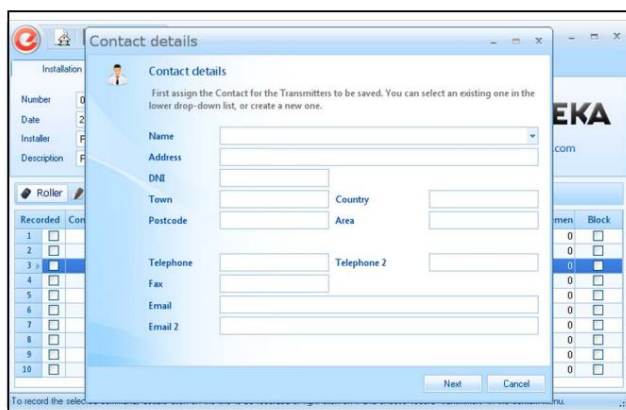 Contact details
Installation
Contact details
First assign the Contact for the Transmitters to be saved. You can select an existing one in the
lower drop-down list, or create a new one.
Number 0
Date 2
Installer F
Description F
EKA
.com
Name
Address
DNI
Town Country
Postcode Area
Telephone Telephone 2
Fax
Email
Email 2
Roller
Recorded Con emen Block
1 0
2 0
3 0
4 0
5 0
6 0
7 0
8 0
9 0
10 0
Next Cancel
To record the